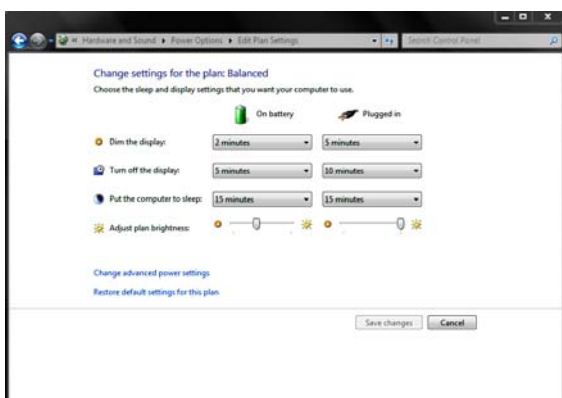 « Hardware and Sound ▸ Power Options ▸ Edit Plan Settings
Search Control Panel
Change settings for the plan: Balanced
Choose the sleep and display settings that you want your computer to use.
On battery Plugged in
Dim the display: 2 minutes 5 minutes
Turn off the display: 5 minutes 10 minutes
Put the computer to sleep: 15 minutes 15 minutes
Adjust plan brightness:
Change advanced power settings
Restore default settings for this plan
Save changes Cancel